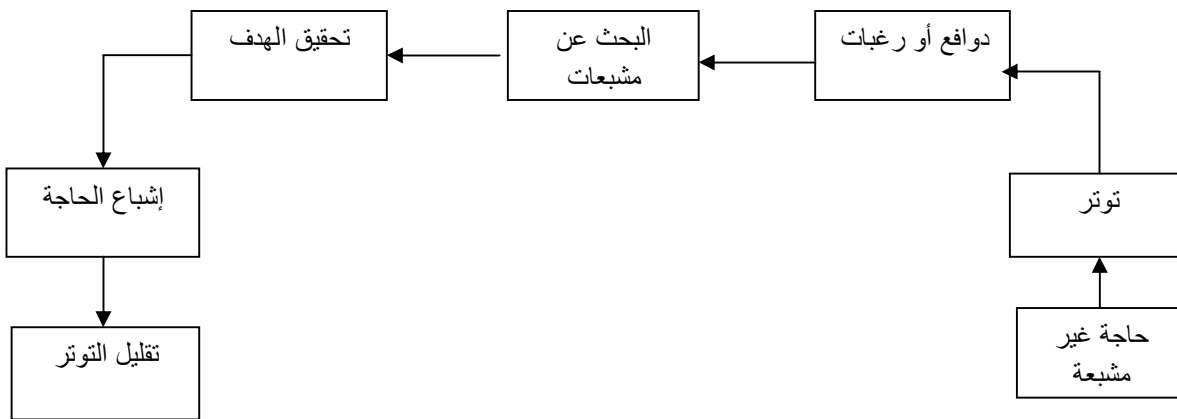 دوافع أو رغبات
البحث عن
مشبعات
تحقيق الهدف
توتر
إشباع الحاجة
حاجة غير
مشبعة
تقليل التوتر